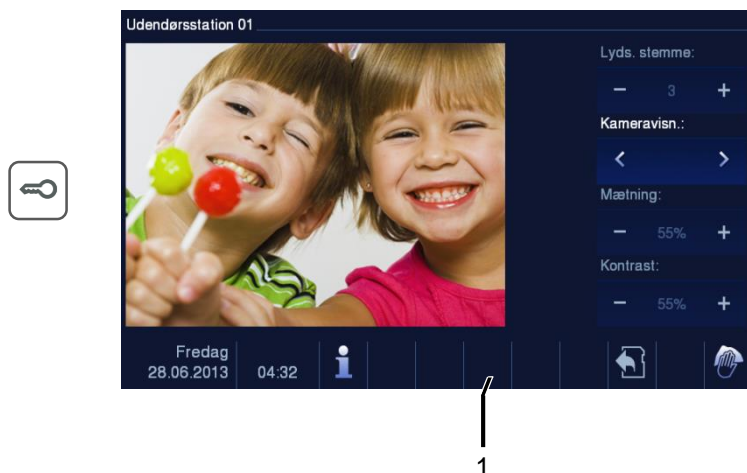 Udendørsstation 01
Lyds. stemme:
− 3 +
Kameravisn.:
< >
Mætning:
− 55% +
Kontrast:
− 55% +
Fredag
28.06.2013 04:32
1